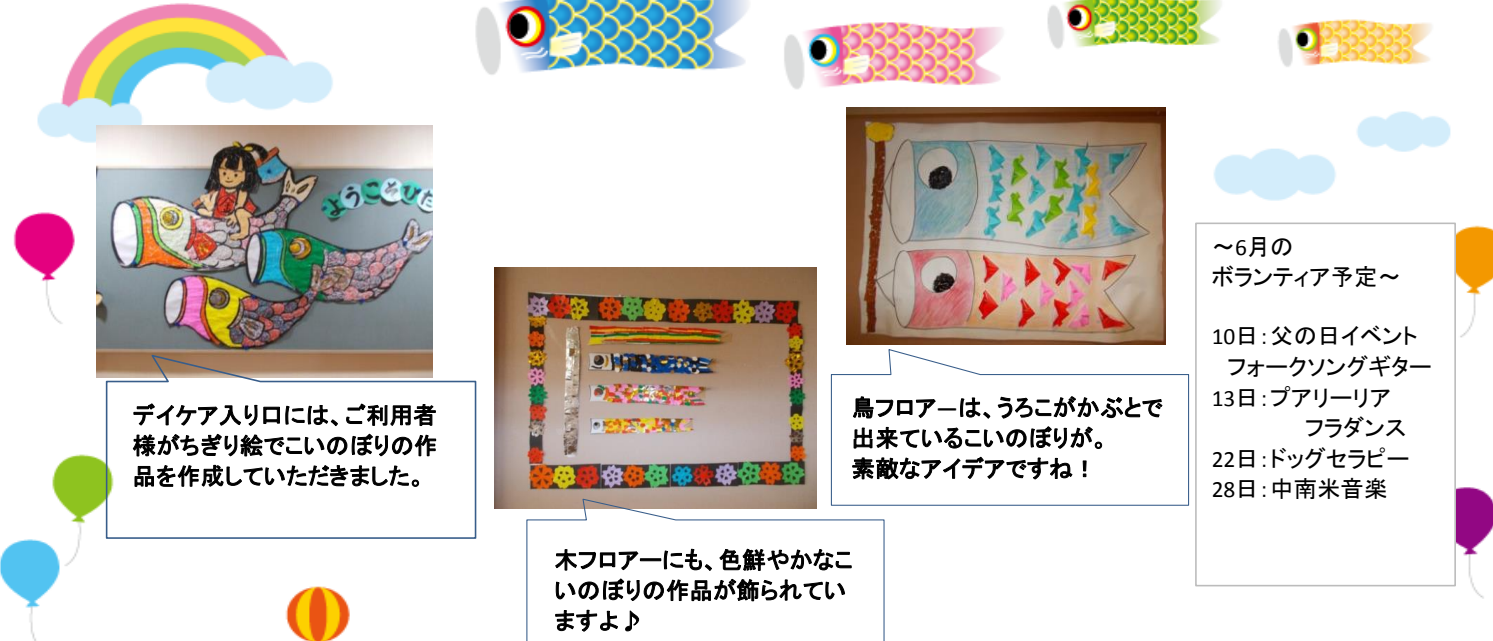 ようこそひだ
デイケア入り口には、ご利用者
様がちぎり絵でこいのぼりの作
品を作成していただきました。
木フロアーにも、色鮮やかなこ
いのぼりの作品が飾られてい
ますよ♪
鳥フロアーは、うろこがかぶとで
出来ているこいのぼりが。
素敵なアイデアですね！
～6月の
ボランティア予定～
10日：父の日イベント
フォークソングギター
13日：プアリーリア
フラダンス
22日：ドッグセラピー
28日：中南米音楽